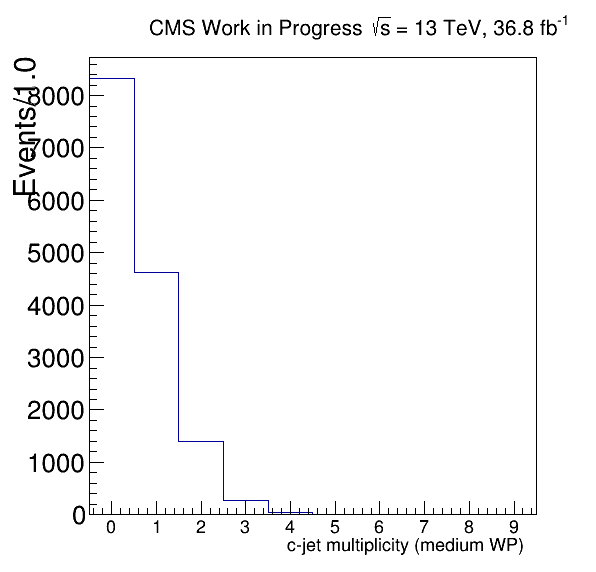 CMS Work in Progress √s = 13 TeV, 36.8 fb⁻¹
Events/1.0
8000
7000
6000
5000
4000
3000
2000
1000
0
0 1 2 3 4 5 6 7 8 9
c-jet multiplicity (medium WP)